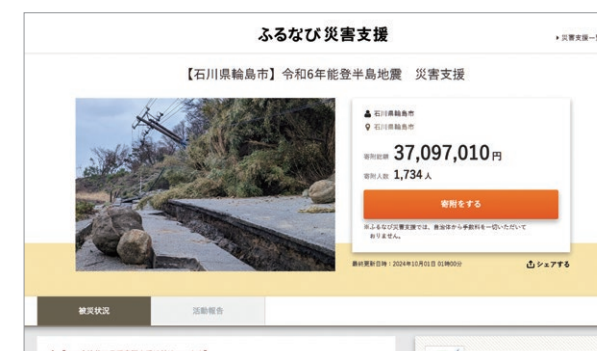 ふるなび災害支援
災害支援一
【石川県輪島市】令和6年能登半島地震 災害支援
石川県輪島市
石川県輪島市
寄附総額 37,097,010円
寄附人数 1,734人
寄附をする
※ふるなび災害支援では、自治体から手数料を一切いただいて
おりません。
最終更新日時：2024年10月01日 01時00分
シェアする
被災状況
活動報告